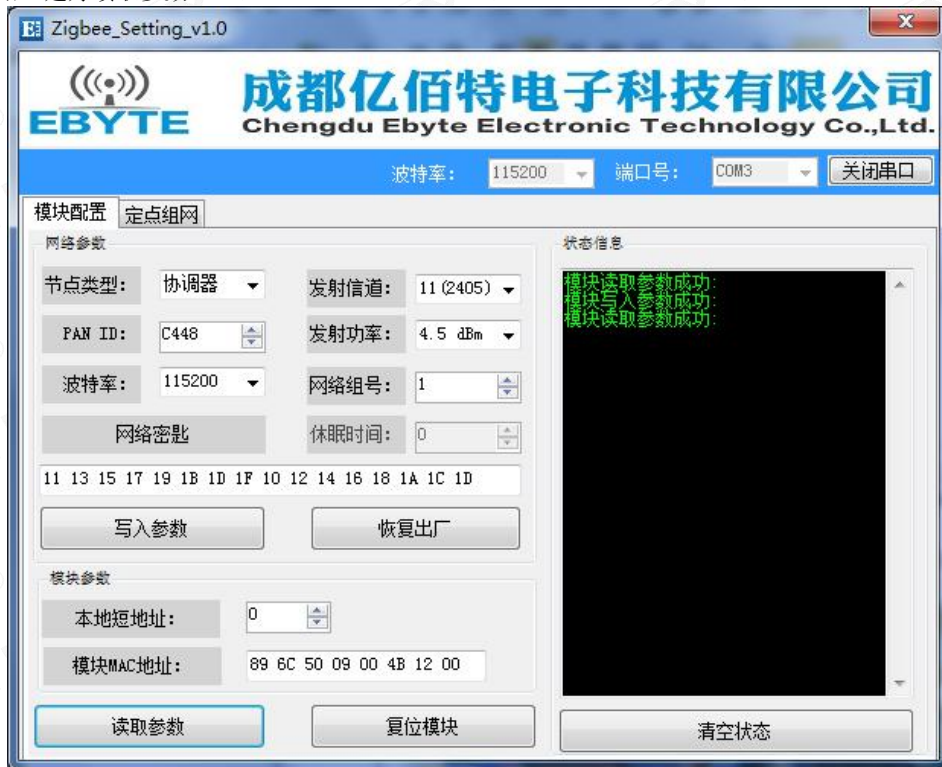 Zigbee_Setting_v1.0
EBYTE
成都亿佰特电子科技有限公司
Chengdu Ebyte Electronic Technology Co.,Ltd.
波特率: 115200 端口号: COM3 关闭串口
模块配置 定点组网
网络参数
节点类型: 协调器 发射信道: 11(2405)
PAN ID: C448 发射功率: 4.5 dBm
波特率: 115200 网络组号: 1
网络密匙 休眠时间: 0
11 13 15 17 19 1B 1D 1F 10 12 14 16 18 1A 1C 1D
写入参数 恢复出厂
模块参数
本地短地址: 0
模块MAC地址: 89 6C 50 09 00 4B 12 00
读取参数 复位模块
状态信息
模块读取参数成功:
模块写入参数成功:
模块读取参数成功:
清空状态